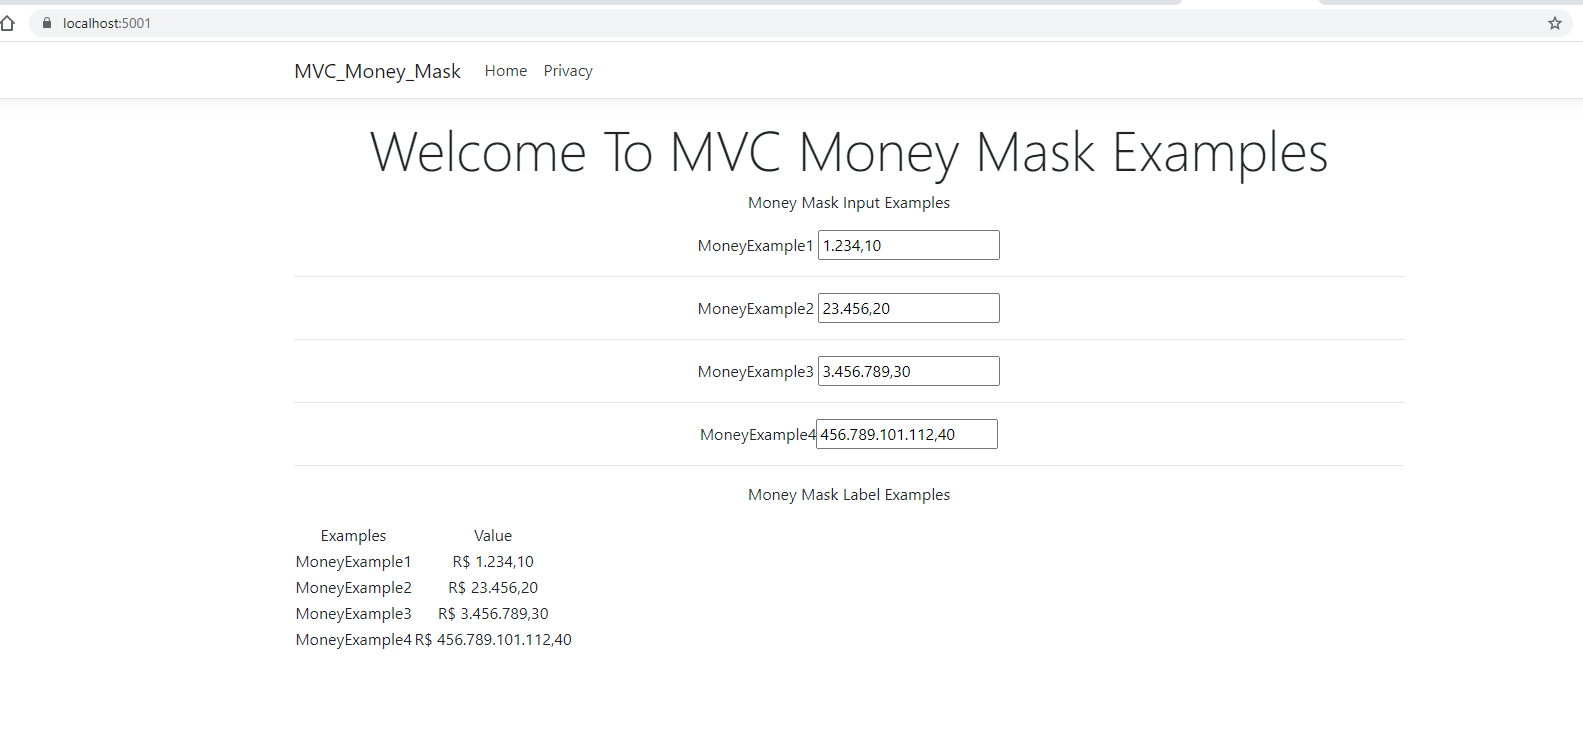 localhost:5001
MVC_Money_Mask Home Privacy
Welcome To MVC Money Mask Examples
Money Mask Input Examples
MoneyExample1 1.234,10
MoneyExample2 23.456,20
MoneyExample3 3.456.789,30
MoneyExample4 456.789.101.112,40
Money Mask Label Examples
Examples Value
MoneyExample1 R$ 1.234,10
MoneyExample2 R$ 23.456,20
MoneyExample3 R$ 3.456.789,30
MoneyExample4 R$ 456.789.101.112,40